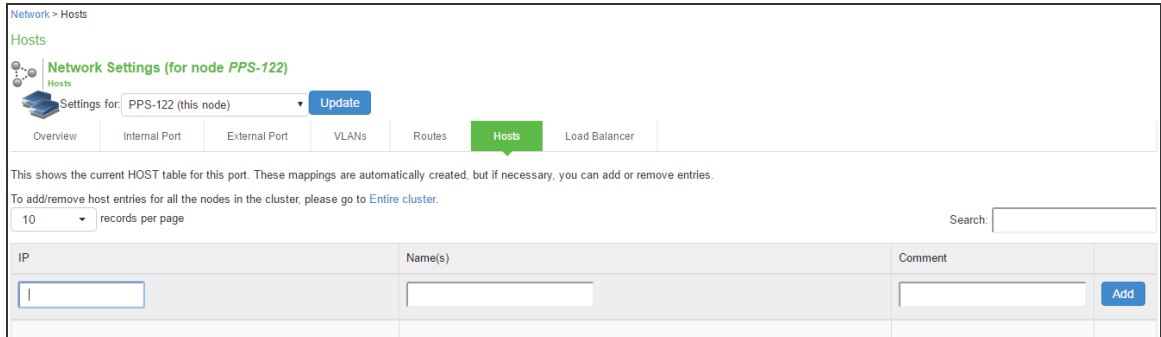 Network > Hosts
Hosts
Network Settings (for node PPS-122)
Hosts
Settings for: PPS-122 (this node) Update
Overview Internal Port External Port VLANs Routes Hosts Load Balancer
This shows the current HOST table for this port. These mappings are automatically created, but if necessary, you can add or remove entries.
To add/remove host entries for all the nodes in the cluster, please go to Entire cluster.
10 records per page Search:
IP Name(s) Comment
Add